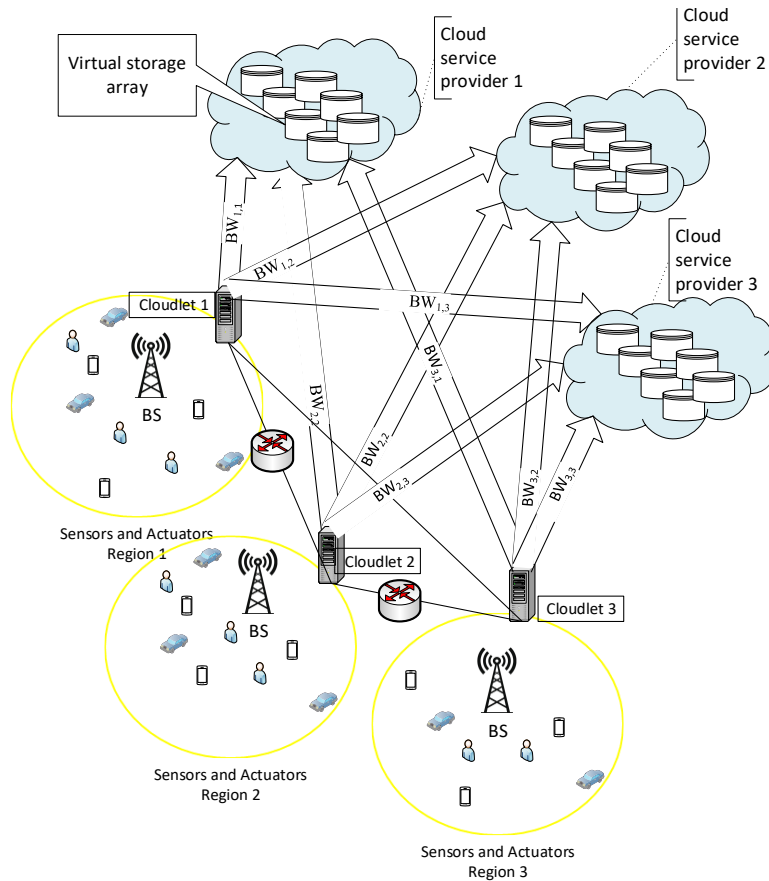 Cloud
service
provider 1
Cloud
service
provider 2
Virtual storage
array
BW1,1
BW1,2
Cloud
service
provider 3
Cloudlet 1
BW1,3
BW3,1
BS
BW2,2
BW2,2
BW3,2
BW3,3
BW2,3
Sensors and Actuators
Region 1
Cloudlet 2
BS
Cloudlet 3
BS
Sensors and Actuators
Region 2
Sensors and Actuators
Region 3